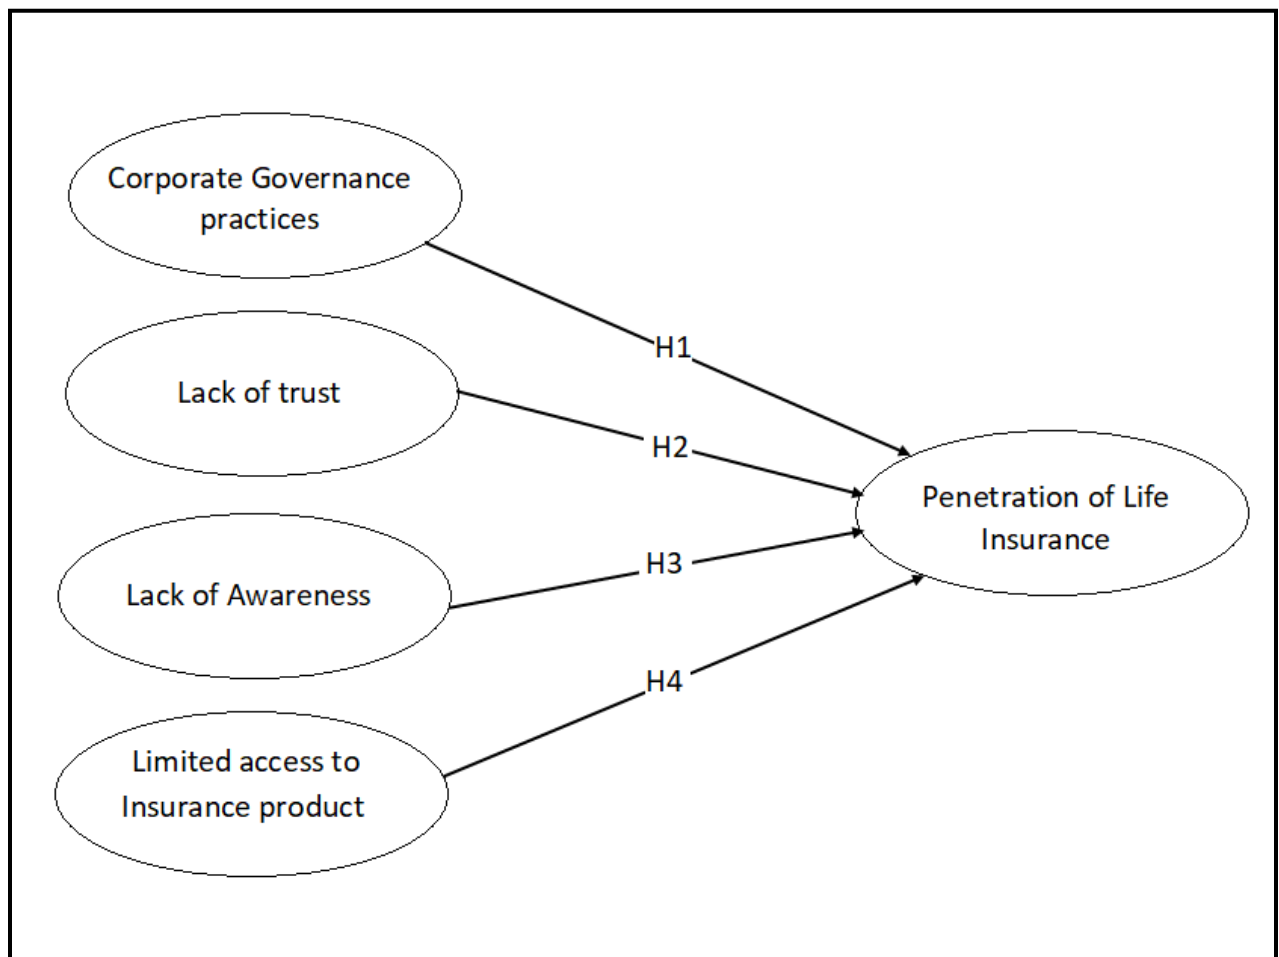 Corporate Governance
practices
H1
Lack of trust
H2
Penetration of Life
Insurance
Lack of Awareness
H3
H4
Limited access to
Insurance product